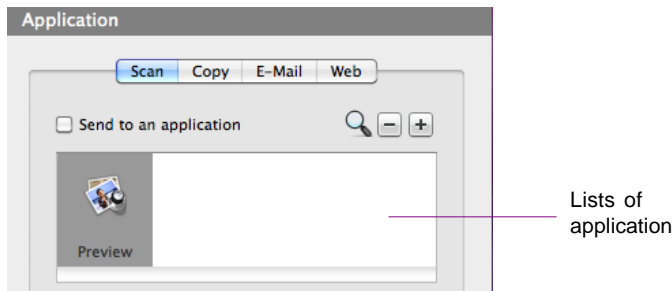 Application
Scan Copy E-Mail Web
Send to an application
Preview
Lists of
application